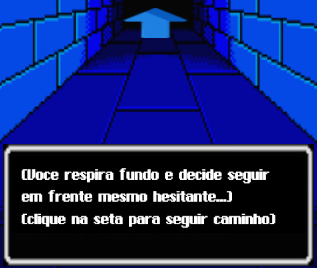 (Voce respira fundo e decide seguir
em frente mesmo hesitante...)
(clique na seta para seguir caminho)